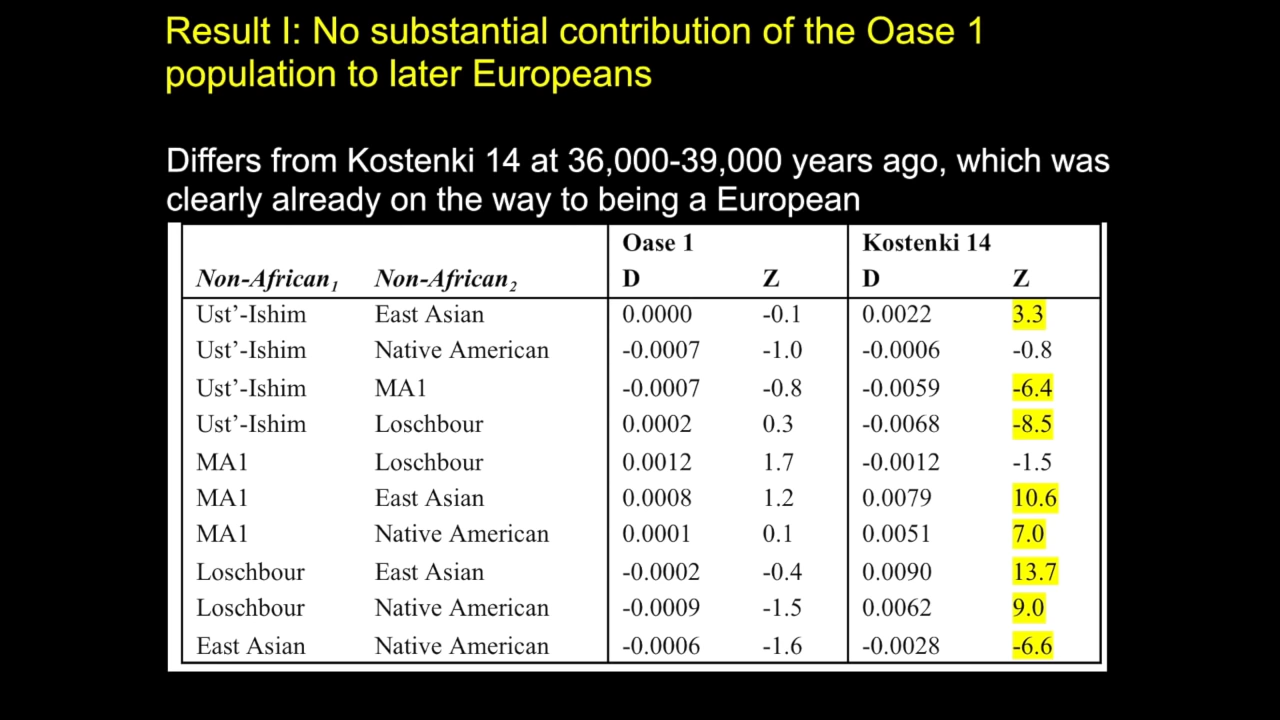 Result I: No substantial contribution of the Oase 1
population to later Europeans
Differs from Kostenki 14 at 36,000-39,000 years ago, which was
clearly already on the way to being a European
Oase 1 Kostenki 14
Non-African₁ Non-African₂ D Z D Z
Ust’-Ishim East Asian 0.0000 -0.1 0.0022 3.3
Ust’-Ishim Native American -0.0007 -1.0 -0.0006 -0.8
Ust’-Ishim MA1 -0.0007 -0.8 -0.0059 -6.4
Ust’-Ishim Loschbour 0.0002 0.3 -0.0068 -8.5
MA1 Loschbour 0.0012 1.7 -0.0012 -1.5
MA1 East Asian 0.0008 1.2 0.0079 10.6
MA1 Native American 0.0001 0.1 0.0051 7.0
Loschbour East Asian -0.0002 -0.4 0.0090 13.7
Loschbour Native American -0.0009 -1.5 0.0062 9.0
East Asian Native American -0.0006 -1.6 -0.0028 -6.6